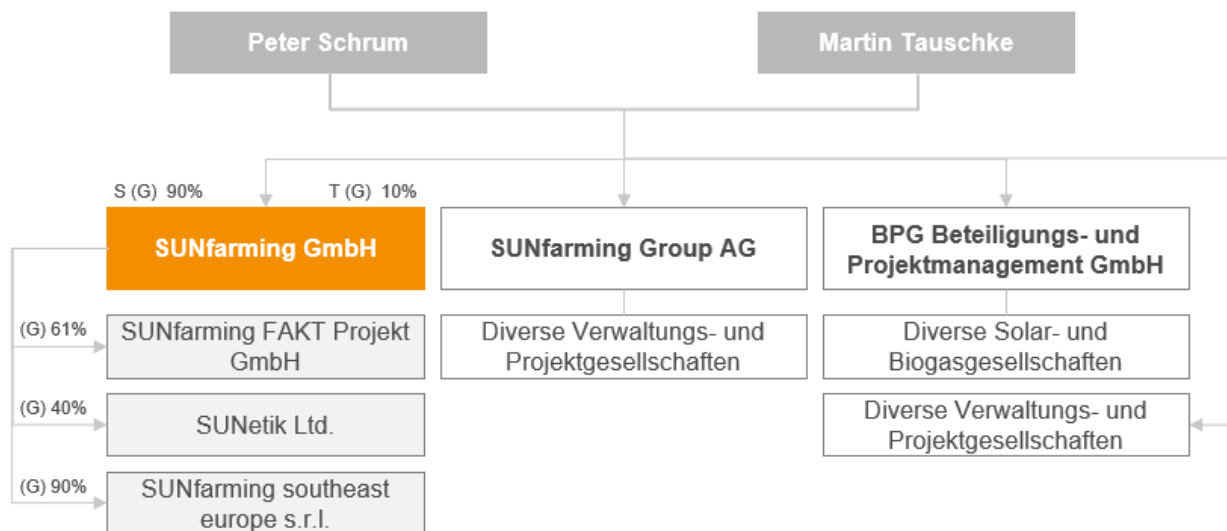 Peter Schrum
Martin Tauschke
S (G) 90%
T (G) 10%
SUNfarming GmbH
SUNfarming Group AG
BPG Beteiligungs- und
Projektmanagement GmbH
(G) 61%
SUNfarming FAKT Projekt
GmbH
Diverse Verwaltungs- und
Projektgesellschaften
Diverse Solar- und
Biogasgesellschaften
(G) 40%
SUNetik Ltd.
Diverse Verwaltungs- und
Projektgesellschaften
(G) 90%
SUNfarming southeast
europe s.r.l.